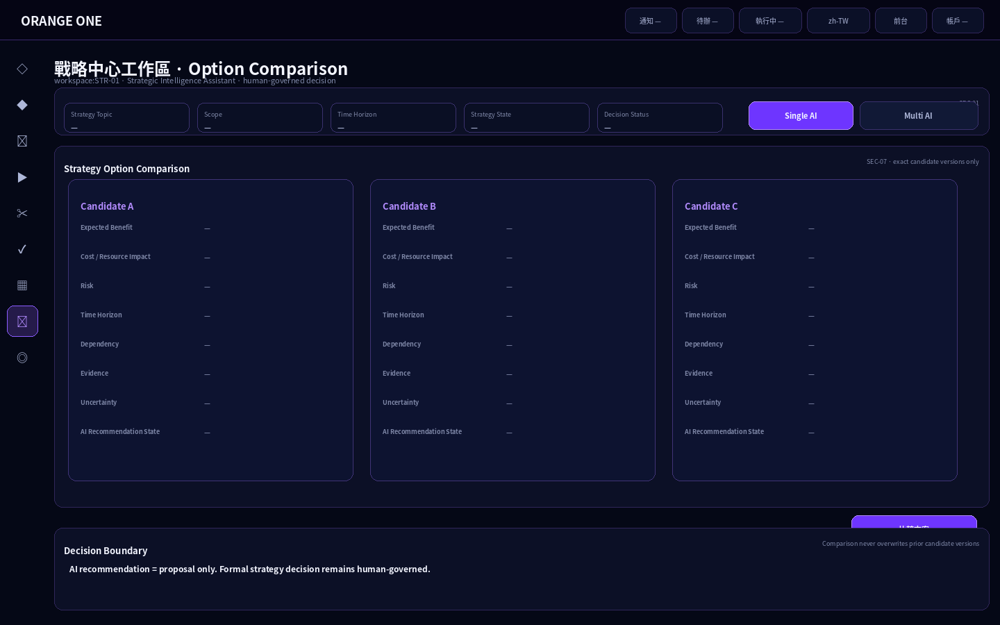 ORANGE ONE
通知 —
待辦 —
執行中 —
zh-TW
前台
帳戶 —
戰略中心工作區 · Option Comparison
workspace:STR-01 · Strategic Intelligence Assistant · human-governed decision
Strategy Topic
—
Scope
—
Time Horizon
—
Strategy State
—
Decision Status
—
Single AI
Multi AI
Strategy Option Comparison
SEC-07 · exact candidate versions only
Candidate A
Expected Benefit —
Cost / Resource Impact —
Risk —
Time Horizon —
Dependency —
Evidence —
Uncertainty —
AI Recommendation State —
Candidate B
Expected Benefit —
Cost / Resource Impact —
Risk —
Time Horizon —
Dependency —
Evidence —
Uncertainty —
AI Recommendation State —
Candidate C
Expected Benefit —
Cost / Resource Impact —
Risk —
Time Horizon —
Dependency —
Evidence —
Uncertainty —
AI Recommendation State —
Decision Boundary
Comparison never overwrites prior candidate versions
AI recommendation = proposal only. Formal strategy decision remains human-governed.